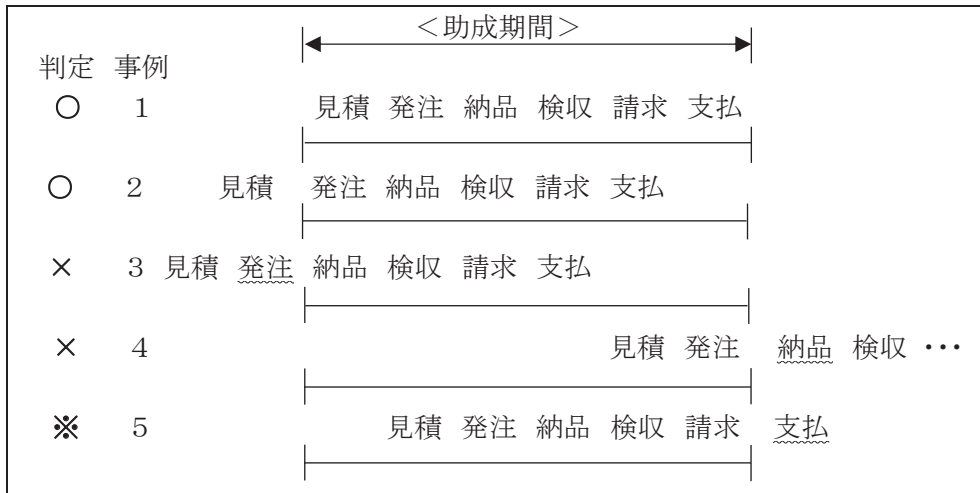 ＜助成期間＞
判定 事例
○ 1 見積 発注 納品 検収 請求 支払
○ 2 見積 発注 納品 検収 請求 支払
× 3 見積 発注 納品 検収 請求 支払
× 4 見積 発注 納品 検収 ・・・
※ 5 見積 発注 納品 検収 請求 支払